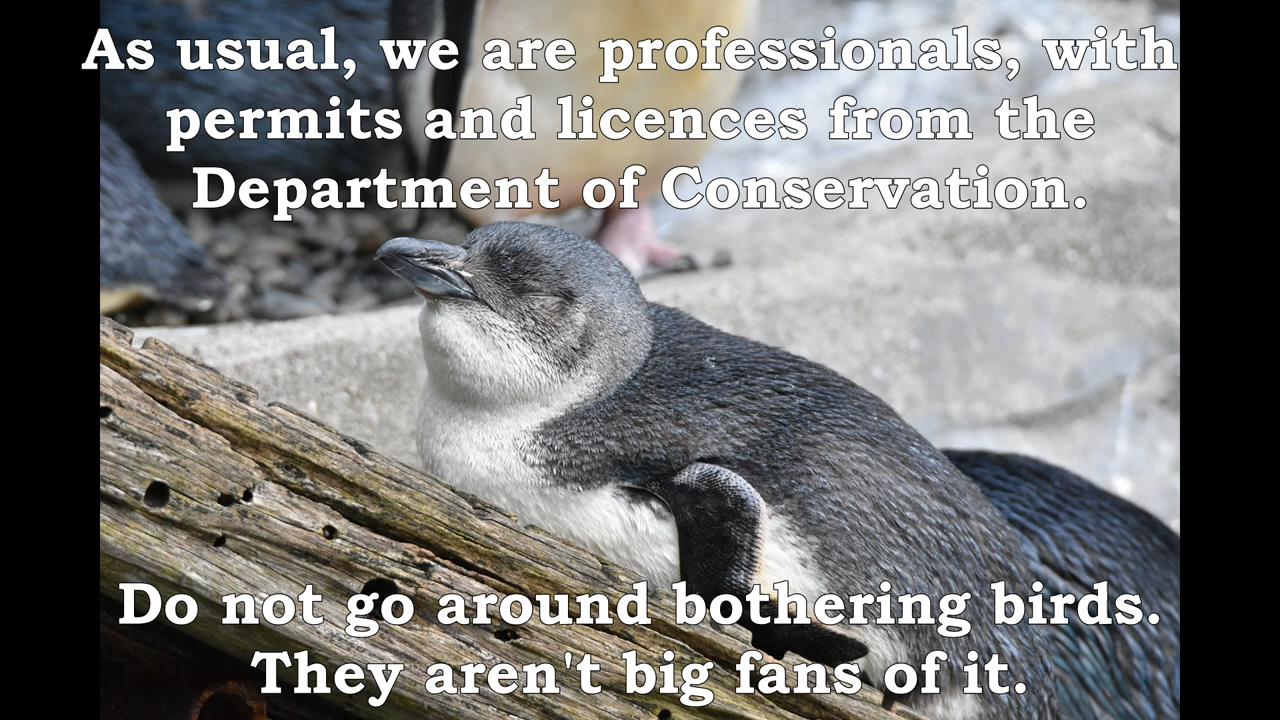 As usual, we are professionals, with
permits and licences from the
Department of Conservation.
Do not go around bothering birds.
They aren't big fans of it.